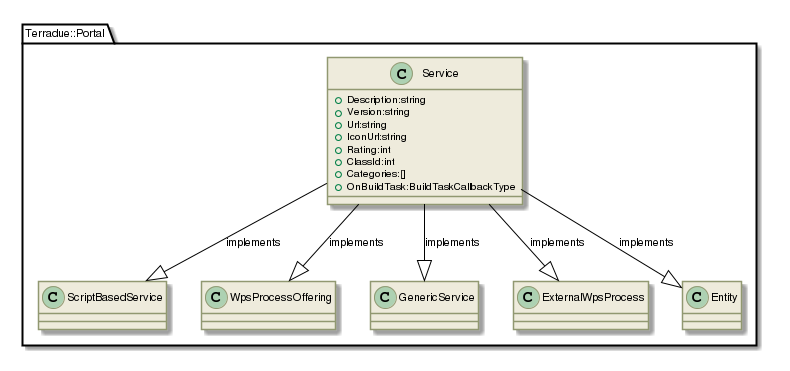 Terradue::Portal
C Service
Description:string
Version:string
Url:string
IconUrl:string
Rating:int
ClassId:int
Categories:[]
OnBuildTask:BuildTaskCallbackType
implements implements implements implements implements
C ScriptBasedService C WpsProcessOffering C GenericService C ExternalWpsProcess C Entity